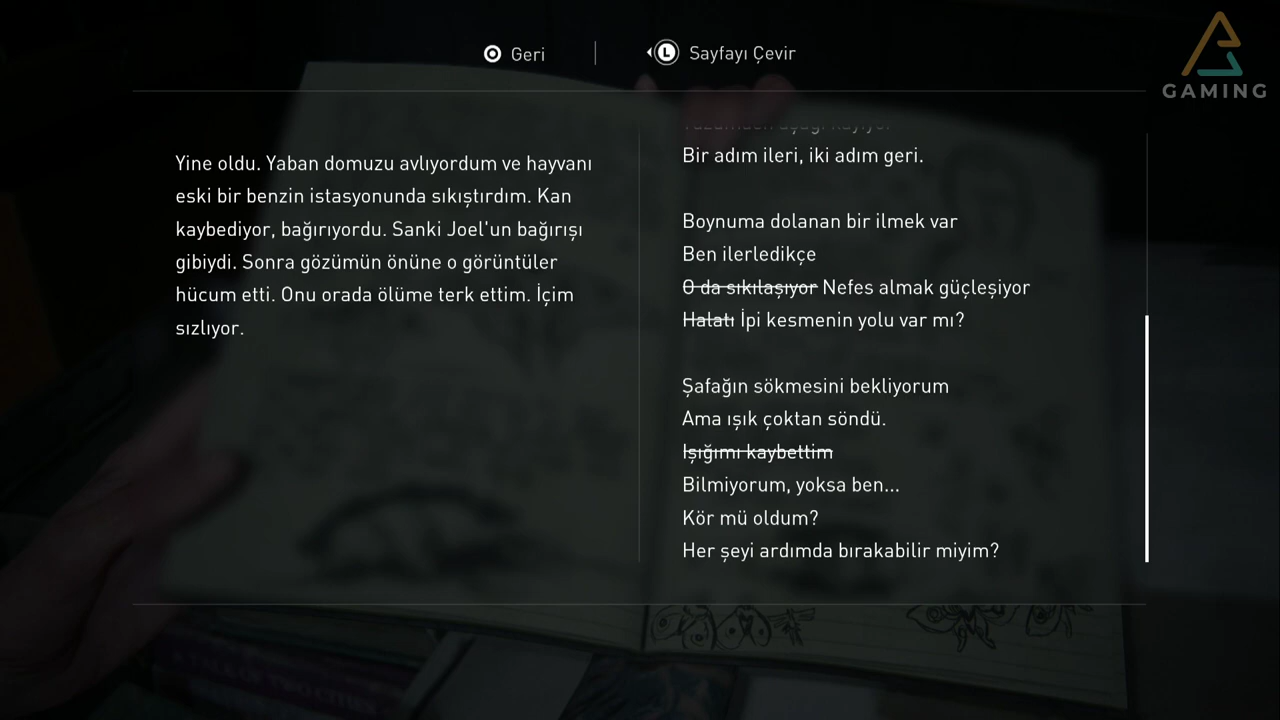 Geri
L Sayfayı Çevir
GAMING
Yine oldu. Yaban domuzu avlıyordum ve hayvanı
eski bir benzin istasyonunda sıkıştırdım. Kan
kaybediyor, bağırıyordu. Sanki Joel'un bağırışı
gibiydi. Sonra gözümün önüne o görüntüler
hücum etti. Onu orada ölüme terk ettim. İçim
sızlıyor.
Bir adım ileri, iki adım geri.
Boynuma dolanan bir ilmek var
Ben ilerledikçe
O da sıkılaşıyor Nefes almak güçleşiyor
Halatı İpi kesmenin yolu var mı?
Şafağın sökmesini bekliyorum
Ama ışık çoktan söndü.
Işığımı kaybettim
Bilmiyorum, yoksa ben...
Kör mü oldum?
Her şeyi ardımda bırakabilir miyim?